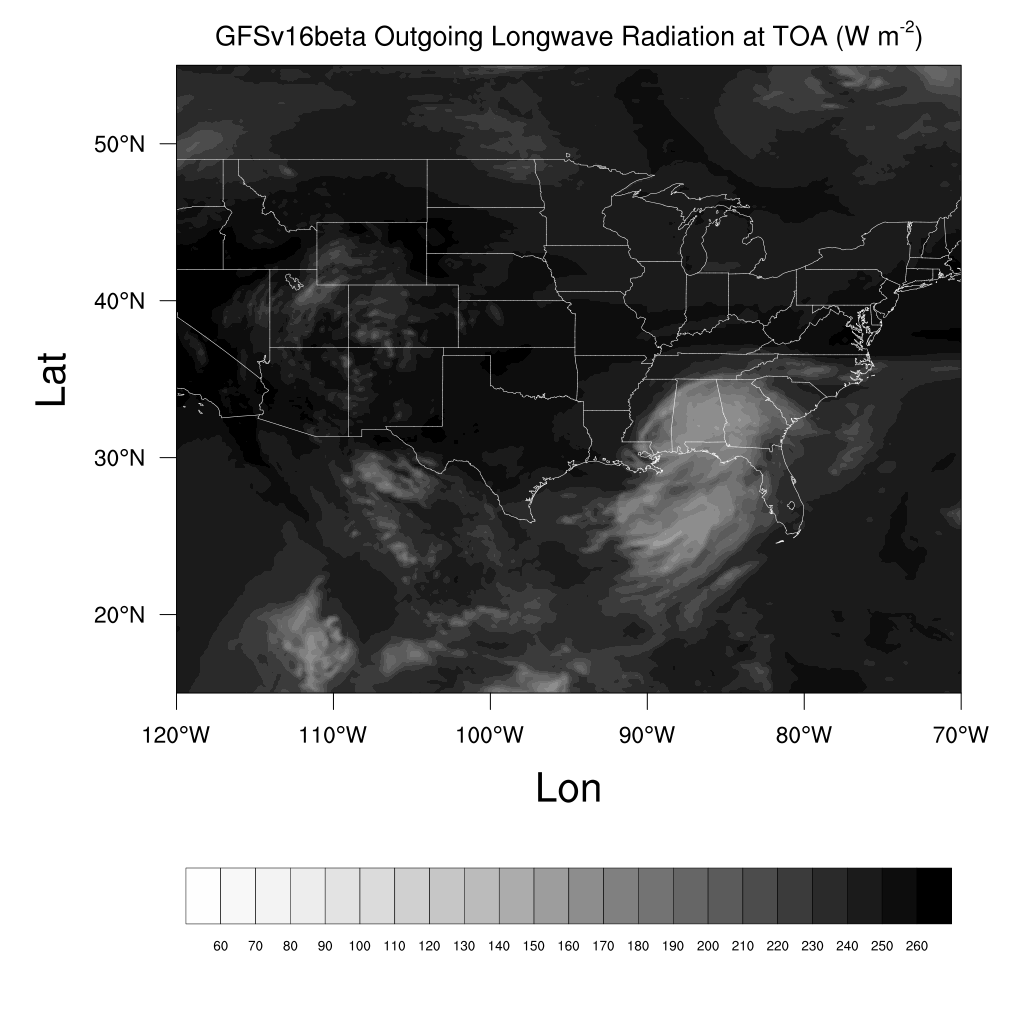 GFSv16beta Outgoing Longwave Radiation at TOA (W m⁻²)
50°N
40°N
30°N
20°N
Lat
120°W 110°W 100°W 90°W 80°W 70°W
Lon
60 70 80 90 100 110 120 130 140 150 160 170 180 190 200 210 220 230 240 250 260